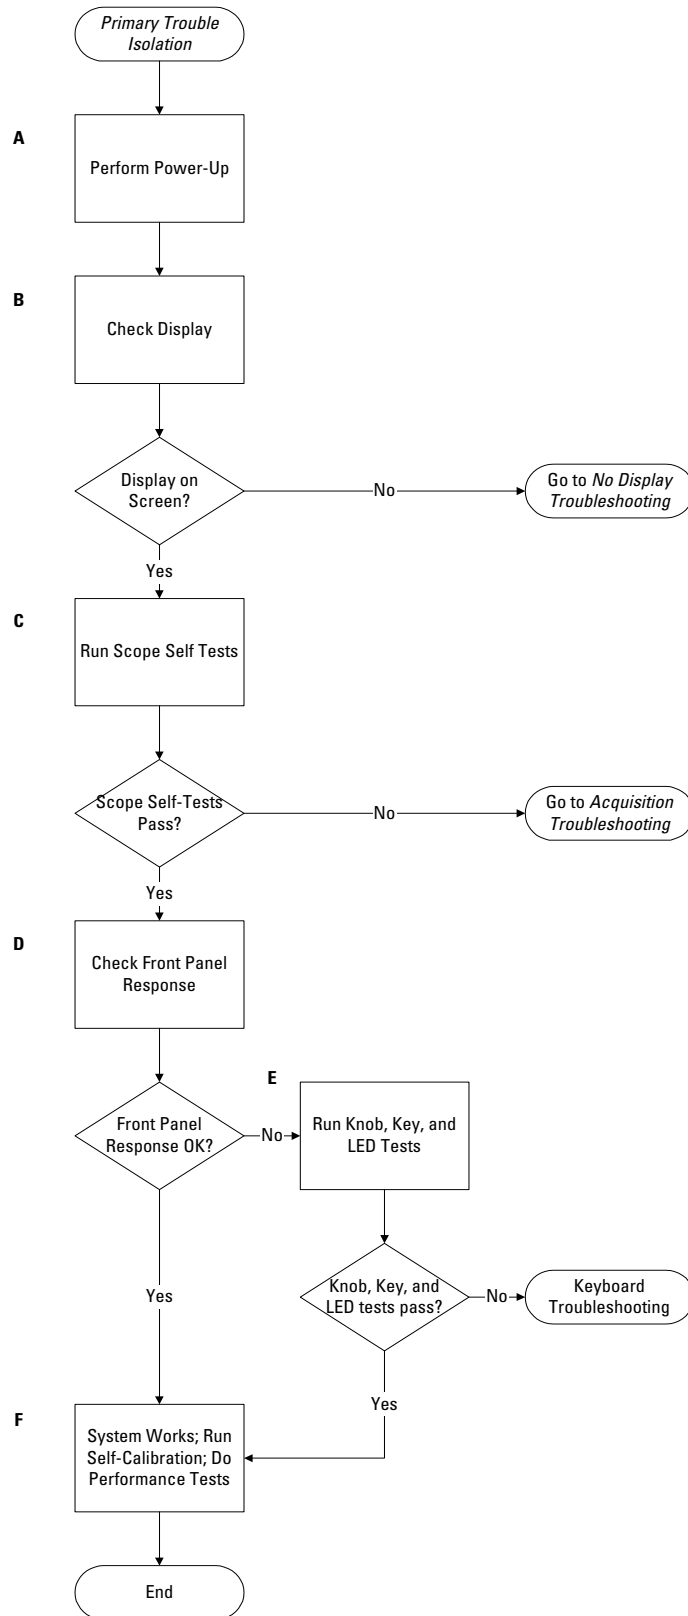 Primary Trouble
Isolation
A
Perform Power-Up
B
Check Display
Display on
Screen?
No
Go to No Display
Troubleshooting
Yes
C
Run Scope Self Tests
Scope Self-Tests
Pass?
No
Go to Acquisition
Troubleshooting
Yes
D
Check Front Panel
Response
E
Front Panel
Response OK?
No
Run Knob, Key, and
LED Tests
Yes
Knob, Key, and
LED tests pass?
No
Keyboard
Troubleshooting
Yes
F
System Works; Run
Self-Calibration; Do
Performance Tests
End